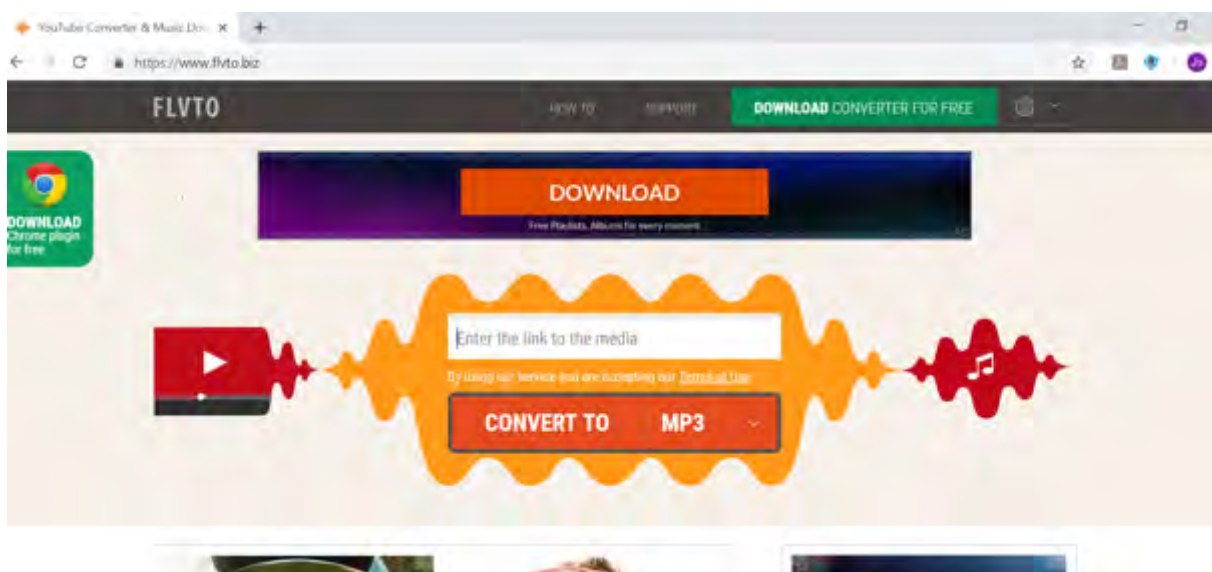 YouTube Converter & Music Do
https://www.flvto.biz
FLVTO
HOW TO
SUPPORT
DOWNLOAD CONVERTER FOR FREE
DOWNLOAD
Free Playlists, Albums for every moment
DOWNLOAD
Chrome plugin
for free
Enter the link to the media
By using our service you are accepting our Terms of Use
CONVERT TO MP3